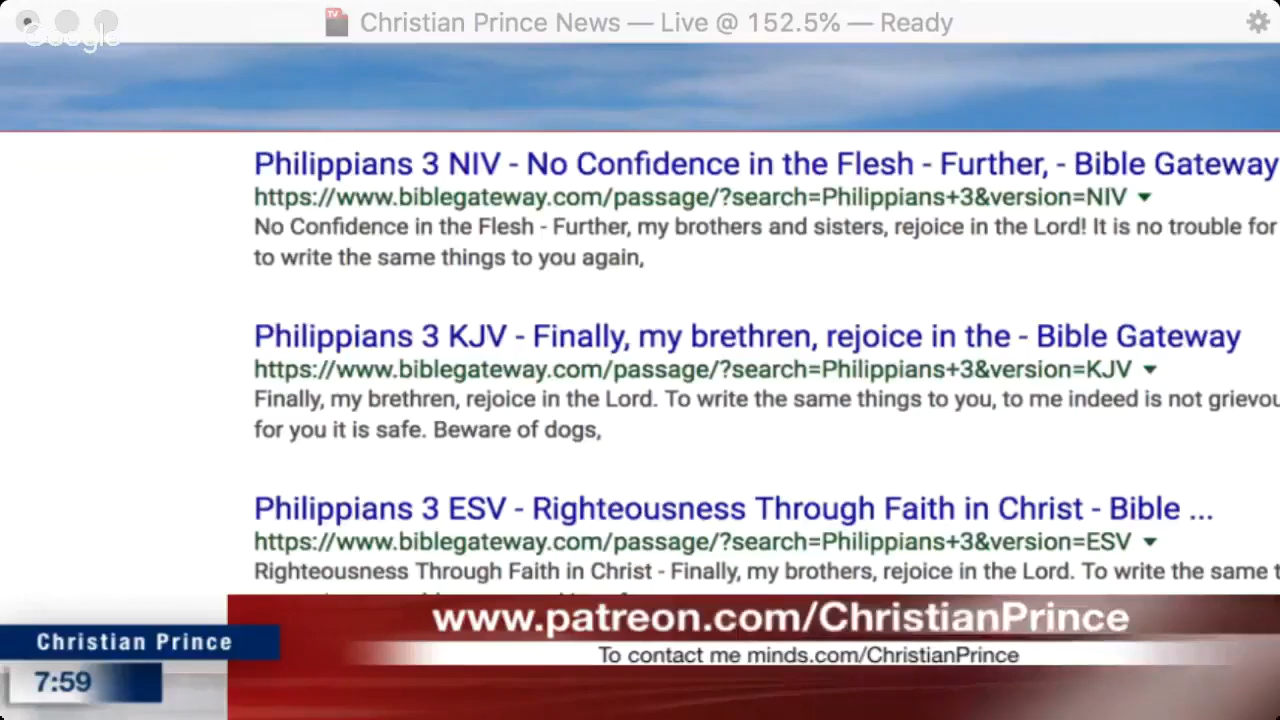 Christian Prince News — Live @ 152.5% — Ready
Google
Philippians 3 NIV - No Confidence in the Flesh - Further, - Bible Gateway
https://www.biblegateway.com/passage/?search=Philippians+3&version=NIV
No Confidence in the Flesh - Further, my brothers and sisters, rejoice in the Lord! It is no trouble for
to write the same things to you again,
Philippians 3 KJV - Finally, my brethren, rejoice in the - Bible Gateway
https://www.biblegateway.com/passage/?search=Philippians+3&version=KJV
Finally, my brethren, rejoice in the Lord. To write the same things to you, to me indeed is not grievou
for you it is safe. Beware of dogs,
Philippians 3 ESV - Righteousness Through Faith in Christ - Bible ...
https://www.biblegateway.com/passage/?search=Philippians+3&version=ESV
Righteousness Through Faith in Christ - Finally, my brothers, rejoice in the Lord. To write the same t
www.patreon.com/ChristianPrince
Christian Prince
To contact me minds.com/ChristianPrince
7:59